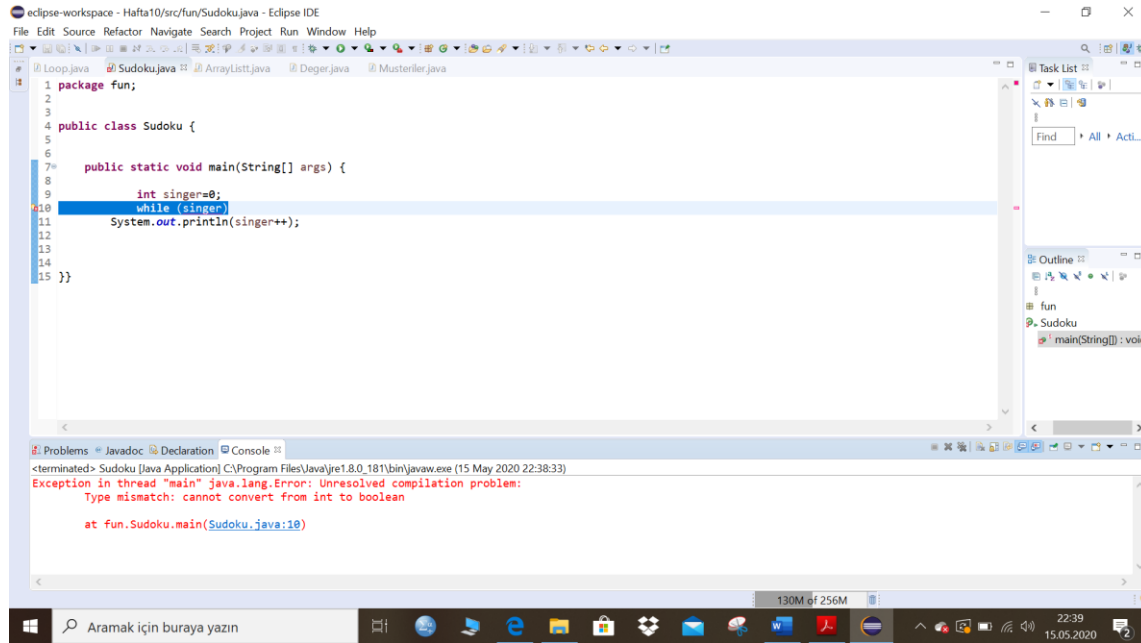 eclipse-workspace - Hafta10/src/fun/Sudoku.java - Eclipse IDE
File Edit Source Refactor Navigate Search Project Run Window Help
Loop.java Sudoku.java ArrayListt.java Deger.java Musteriler.java
Task List
1 package fun;
2
3
4 public class Sudoku {
5
6
7 public static void main(String[] args) {
8
9 int singer=0;
10 while (singer)
11 System.out.println(singer++);
12
13
14
15 }}
Find All Acti...
Outline
fun
Sudoku
main(String[]) : voi
Problems Javadoc Declaration Console
<terminated> Sudoku [Java Application] C:\Program Files\Java\jre1.8.0_181\bin\javaw.exe (15 May 2020 22:38:33)
Exception in thread "main" java.lang.Error: Unresolved compilation problem:
Type mismatch: cannot convert from int to boolean
at fun.Sudoku.main(Sudoku.java:10)
130M of 256M
Aramak için buraya yazın
22:39
15.05.2020